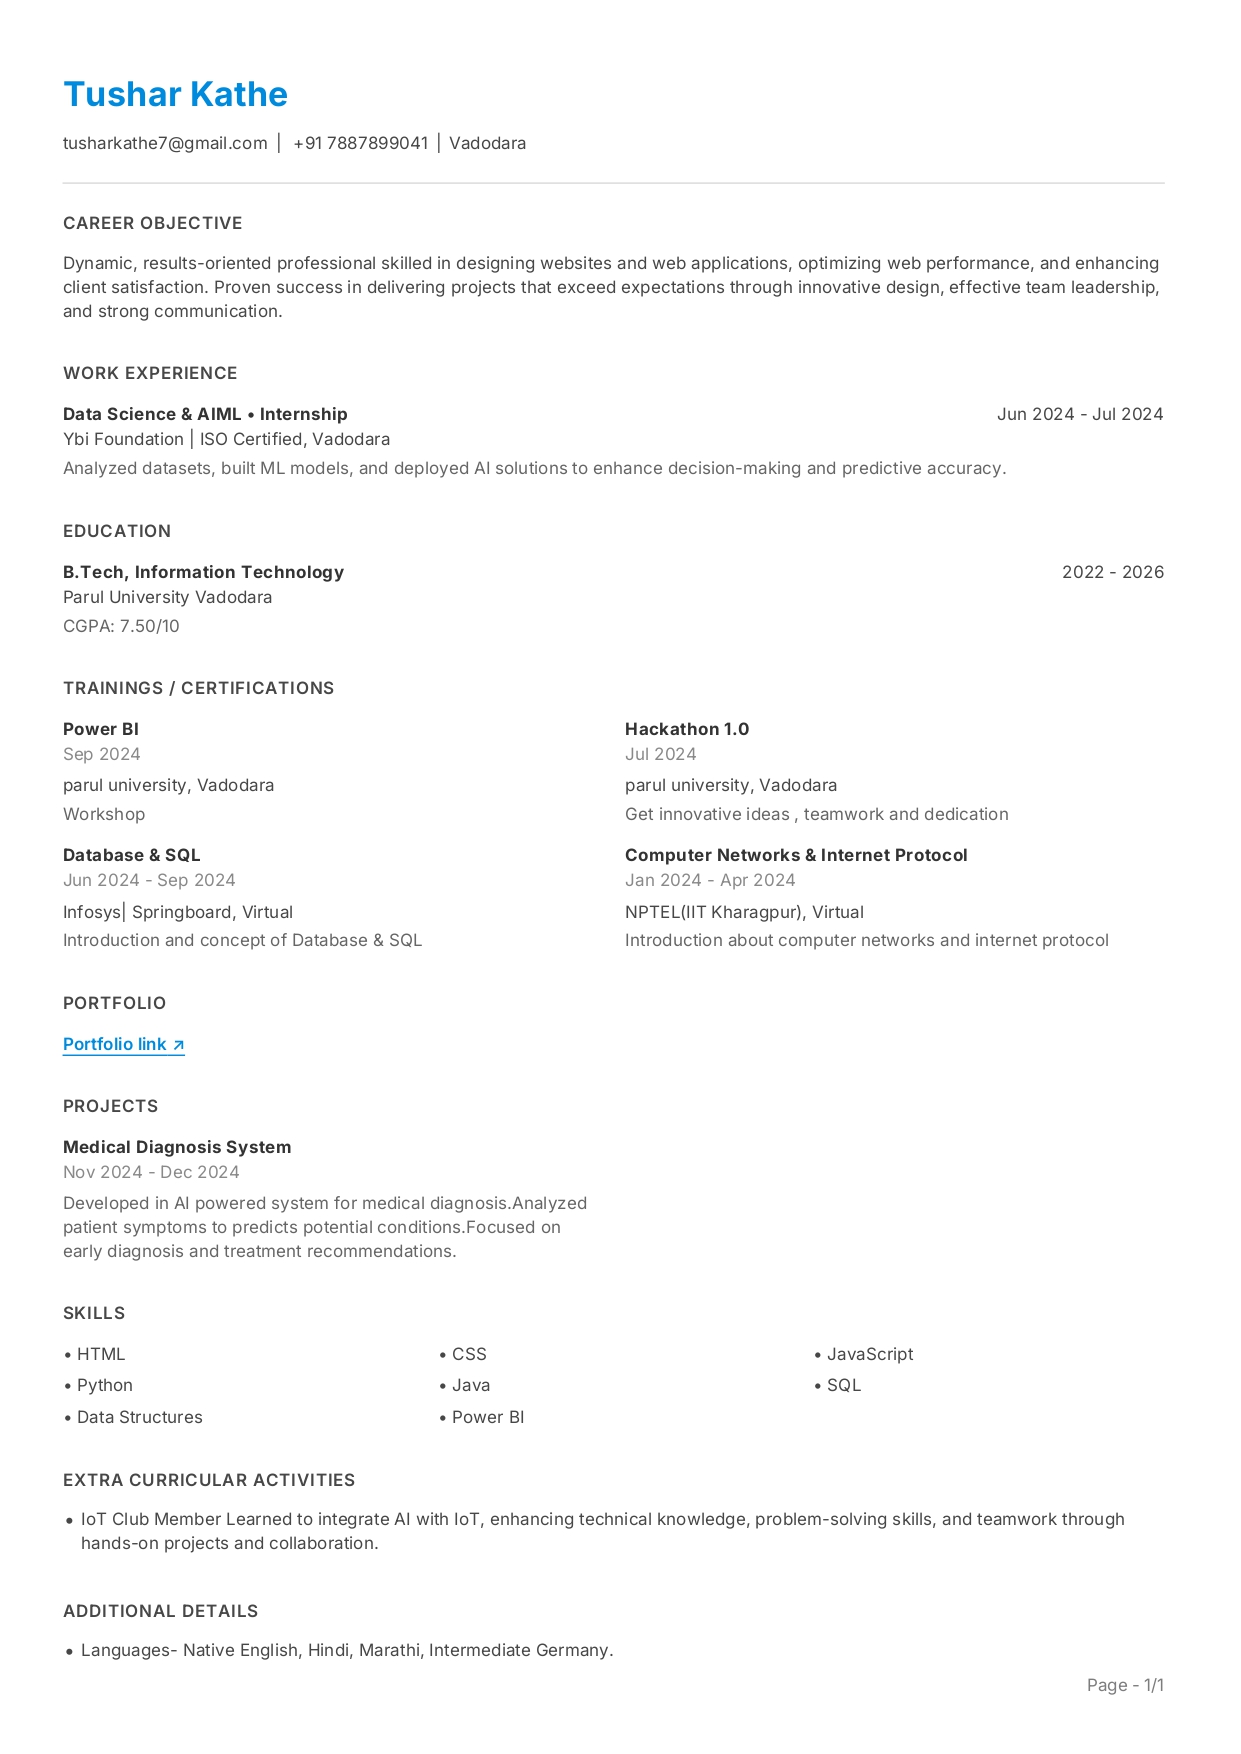 Tushar Kathe
tusharkathe7@gmail.com | +91 7887899041 | Vadodara
CAREER OBJECTIVE
Dynamic, results-oriented professional skilled in designing websites and web applications, optimizing web performance, and enhancing
client satisfaction. Proven success in delivering projects that exceed expectations through innovative design, effective team leadership,
and strong communication.
WORK EXPERIENCE
Data Science & AIML • Internship Jun 2024 - Jul 2024
Ybi Foundation | ISO Certified, Vadodara
Analyzed datasets, built ML models, and deployed AI solutions to enhance decision-making and predictive accuracy.
EDUCATION
B.Tech, Information Technology 2022 - 2026
Parul University Vadodara
CGPA: 7.50/10
TRAININGS / CERTIFICATIONS
Power BI
Sep 2024
parul university, Vadodara
Workshop
Hackathon 1.0
Jul 2024
parul university, Vadodara
Get innovative ideas , teamwork and dedication
Database & SQL
Jun 2024 - Sep 2024
Infosys| Springboard, Virtual
Introduction and concept of Database & SQL
Computer Networks & Internet Protocol
Jan 2024 - Apr 2024
NPTEL(IIT Kharagpur), Virtual
Introduction about computer networks and internet protocol
PORTFOLIO
Portfolio link ↗
PROJECTS
Medical Diagnosis System
Nov 2024 - Dec 2024
Developed in AI powered system for medical diagnosis.Analyzed
patient symptoms to predicts potential conditions.Focused on
early diagnosis and treatment recommendations.
SKILLS
• HTML • CSS • JavaScript
• Python • Java • SQL
• Data Structures • Power BI
EXTRA CURRICULAR ACTIVITIES
• IoT Club Member Learned to integrate AI with IoT, enhancing technical knowledge, problem-solving skills, and teamwork through
hands-on projects and collaboration.
ADDITIONAL DETAILS
• Languages- Native English, Hindi, Marathi, Intermediate Germany.
Page - 1/1